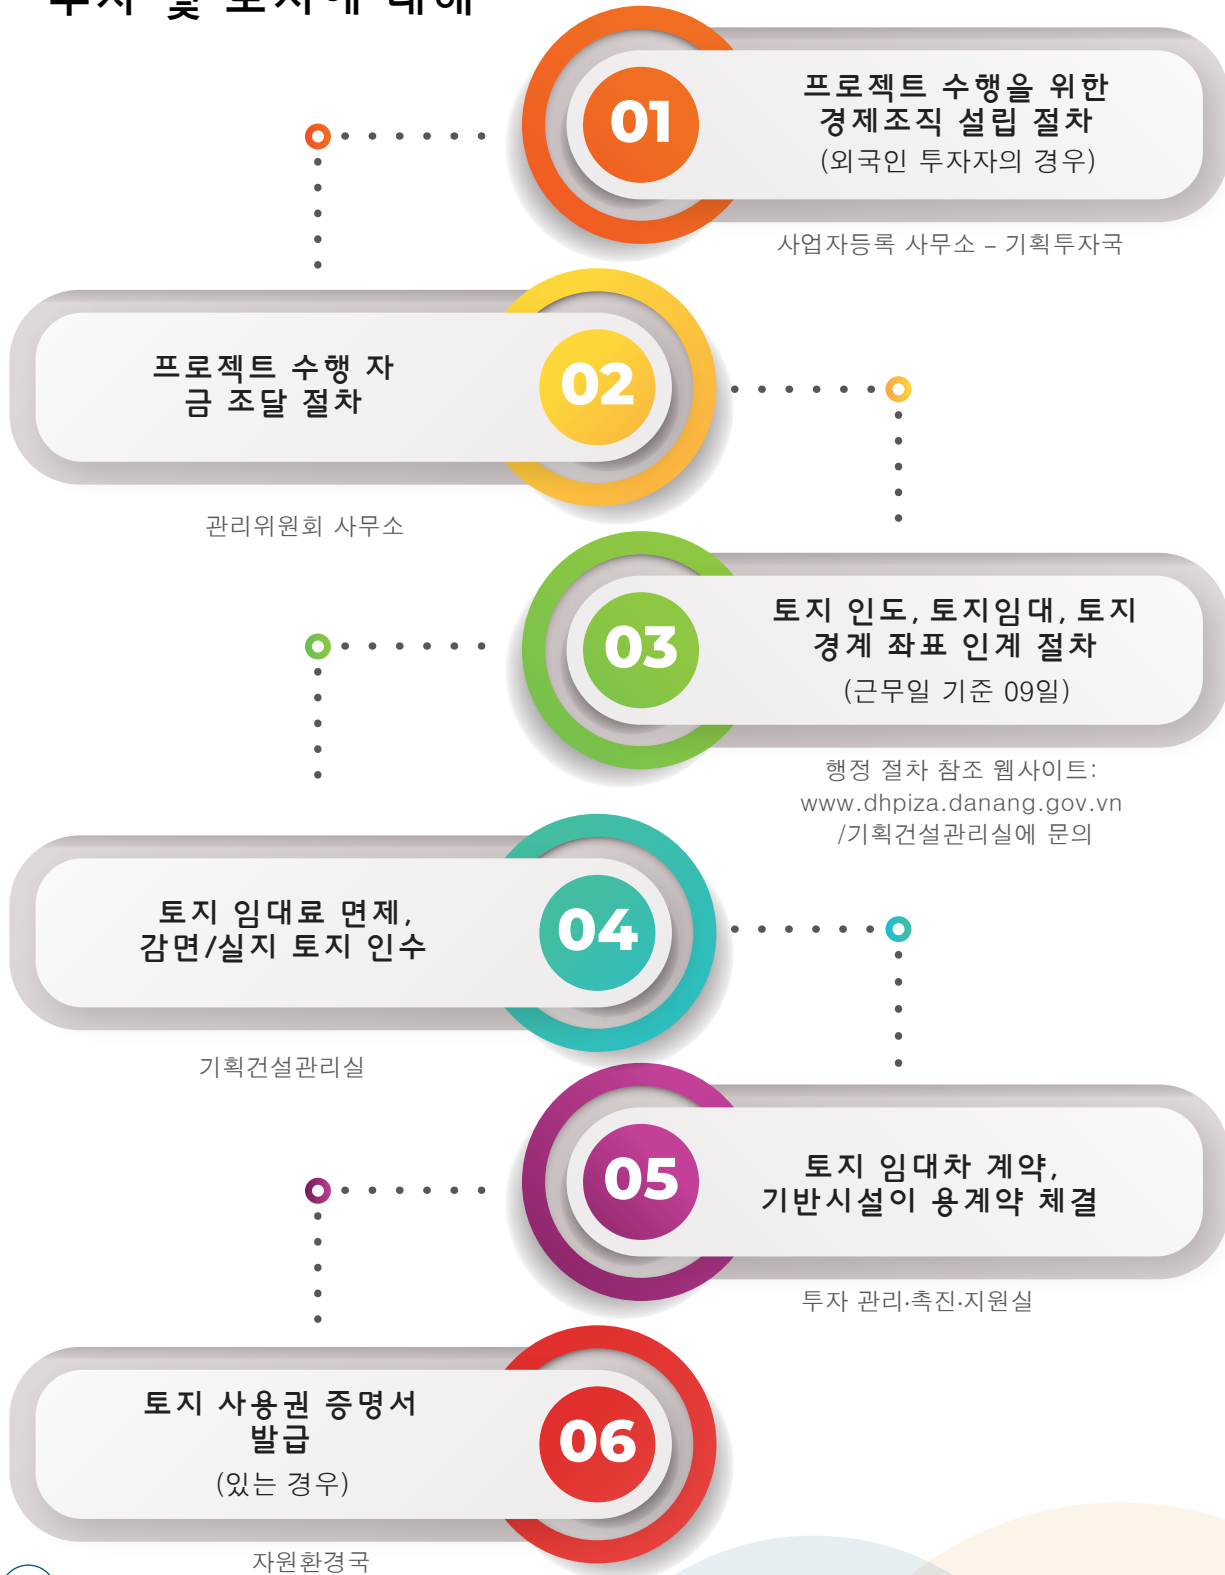 투자 및 토지에 대해
01
프로젝트 수행을 위한
경제조직 설립 절차
(외국인 투자자의 경우)
사업자등록 사무소 – 기획투자국
프로젝트 수행 자
금 조달 절차
02
관리위원회 사무소
03
토지 인도, 토지임대, 토지
경계 좌표 인계 절차
(근무일 기준 09일)
행정 절차 참조 웹사이트:
www.dhpiza.danang.gov.vn
/기획건설관리실에 문의
토지 임대료 면제,
감면/실지 토지 인수
04
기획건설관리실
05
토지 임대차 계약,
기반시설이 용계약 체결
투자 관리·촉진·지원실
토지 사용권 증명서
발급
(있는 경우)
06
자원환경국